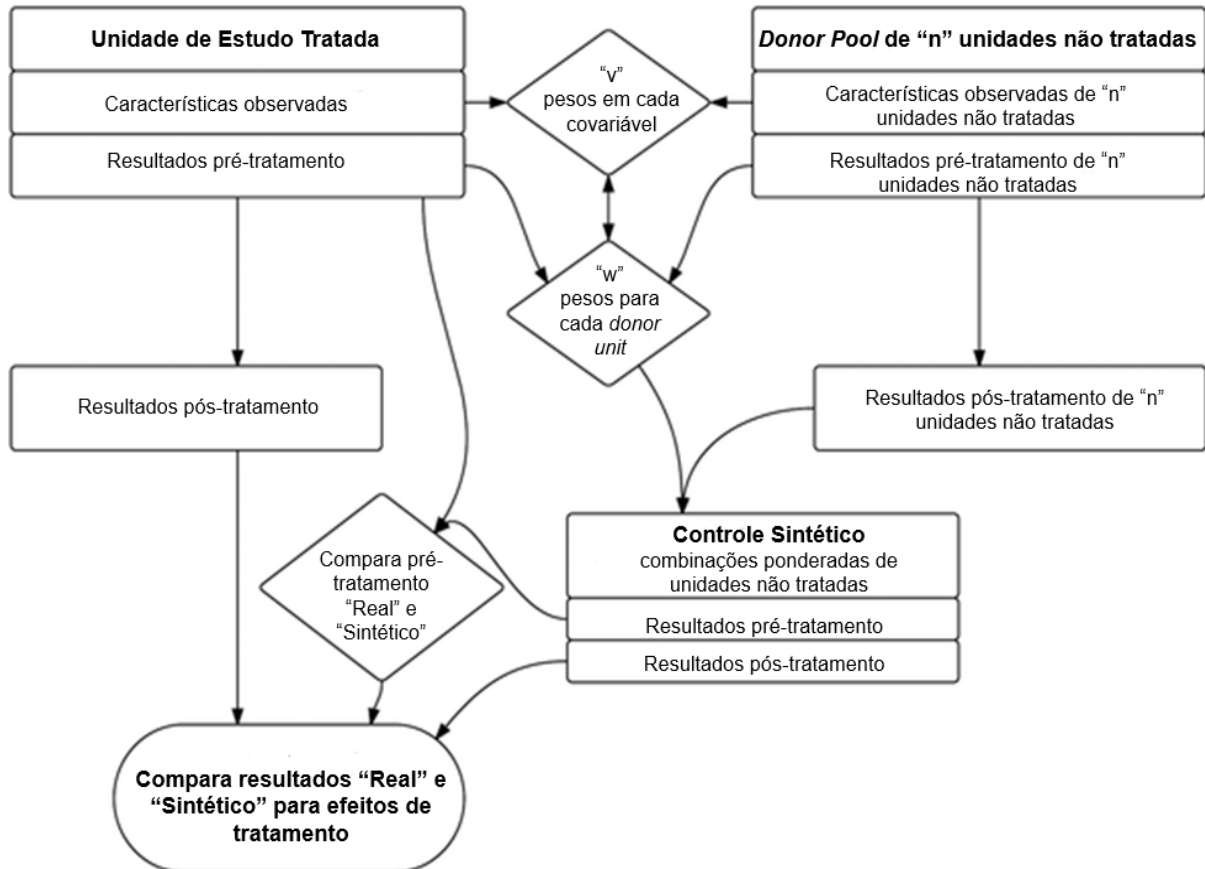 Unidade de Estudo Tratada
Características observadas
Resultados pré-tratamento
“v”
pesos em cada
covariável
Donor Pool de “n” unidades não tratadas
Características observadas de “n”
unidades não tratadas
Resultados pré-tratamento de “n”
unidades não tratadas
“w”
pesos para
cada donor
unit
Resultados pós-tratamento
Resultados pós-tratamento de “n”
unidades não tratadas
Compara pré-
tratamento
“Real” e
“Sintético”
Controle Sintético
combinações ponderadas de
unidades não tratadas
Resultados pré-tratamento
Resultados pós-tratamento
Compara resultados “Real” e
“Sintético” para efeitos de
tratamento